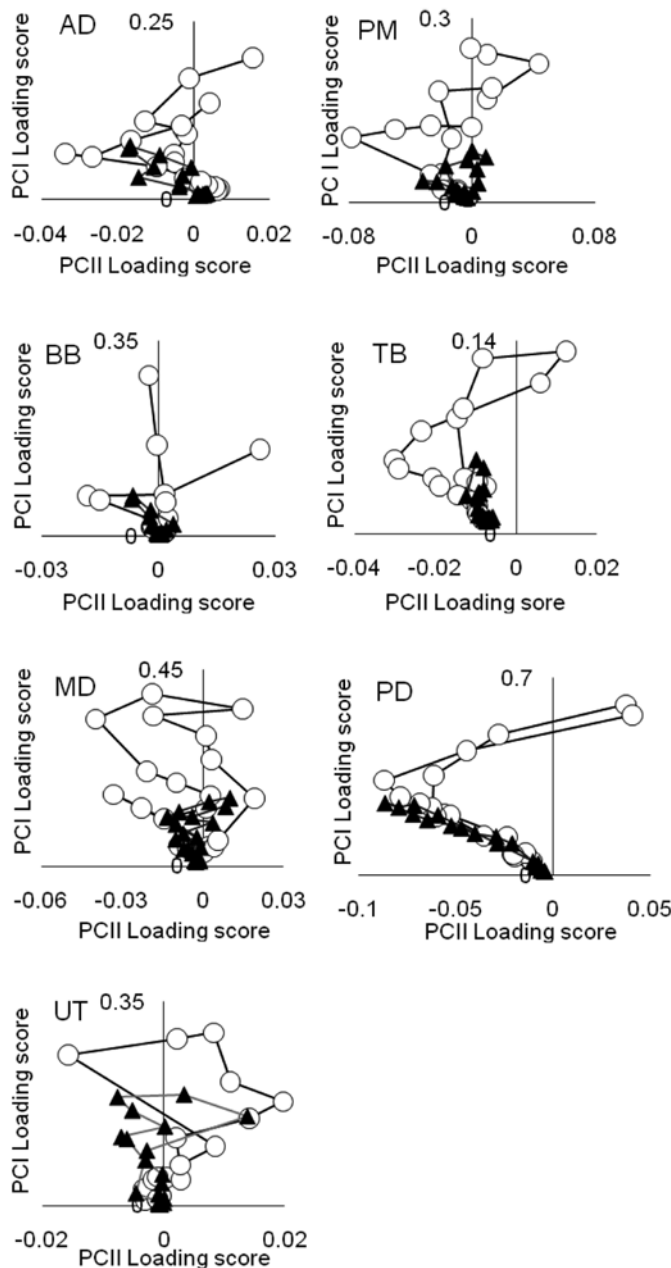 AD 0.25
PCI Loading score
0
-0.04 -0.02 0 0.02
PCII Loading score
PM 0.3
PC I Loading score
0
-0.08 0 0.08
PCII Loading score
BB 0.35
PCI Loading score
0
-0.03 0 0.03
PCII Loading score
TB 0.14
PCI Loading score
0
-0.04 -0.02 0 0.02
PCII Loading sore
MD 0.45
PCI Loading score
0
-0.06 -0.03 0 0.03
PCII Loading score
PD 0.7
PCI Loading score
0
-0.1 -0.05 0 0.05
PCII Loading score
UT 0.35
PCI Loading score
0
-0.02 0 0.02
PCII Loading score